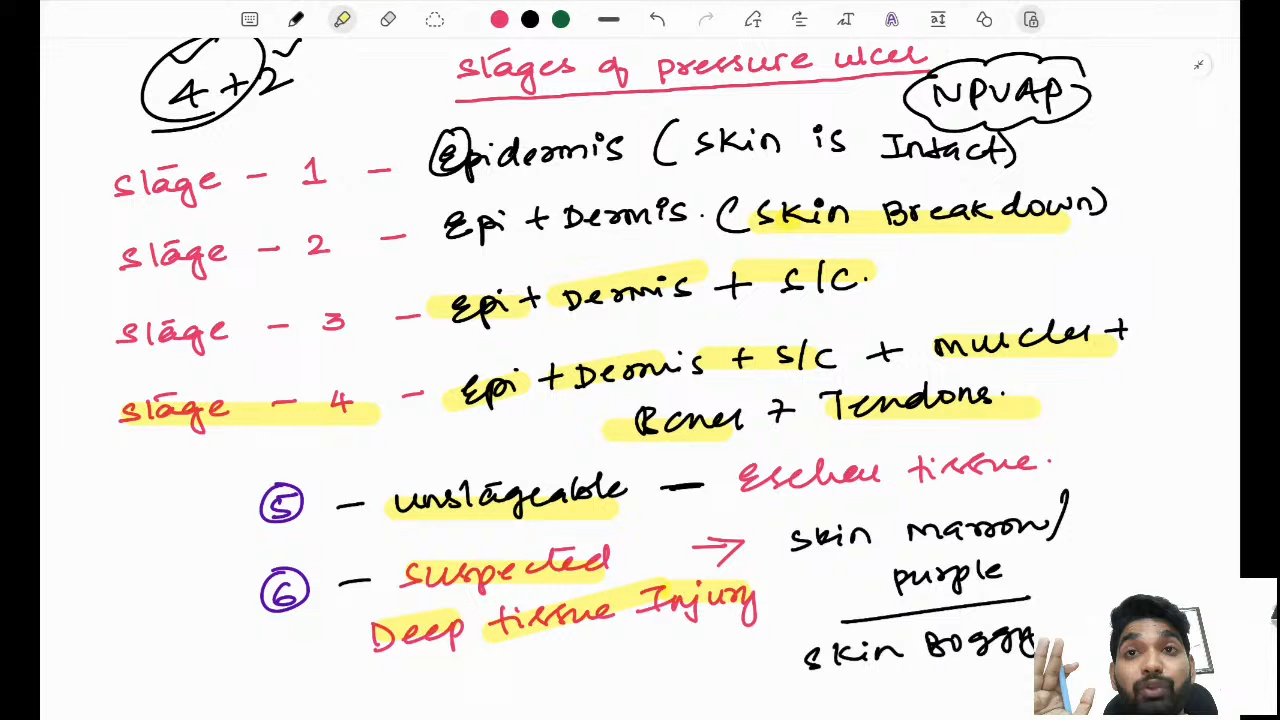 4+2
stages of pressure ulcer
NPUAP
stage - 1 - Epidermis (skin is Intact)
stage - 2 - Epi + Dermis. (skin Breakdown)
stage - 3 - Epi + Dermis + S/C.
stage - 4 - Epi + Dermis + S/C + muscles +
Bones + Tendons.
5 - unstageable - Eschar tissue.
6 - suspected → skin marron/
purple
Deep tissue Injury
skin Boggy